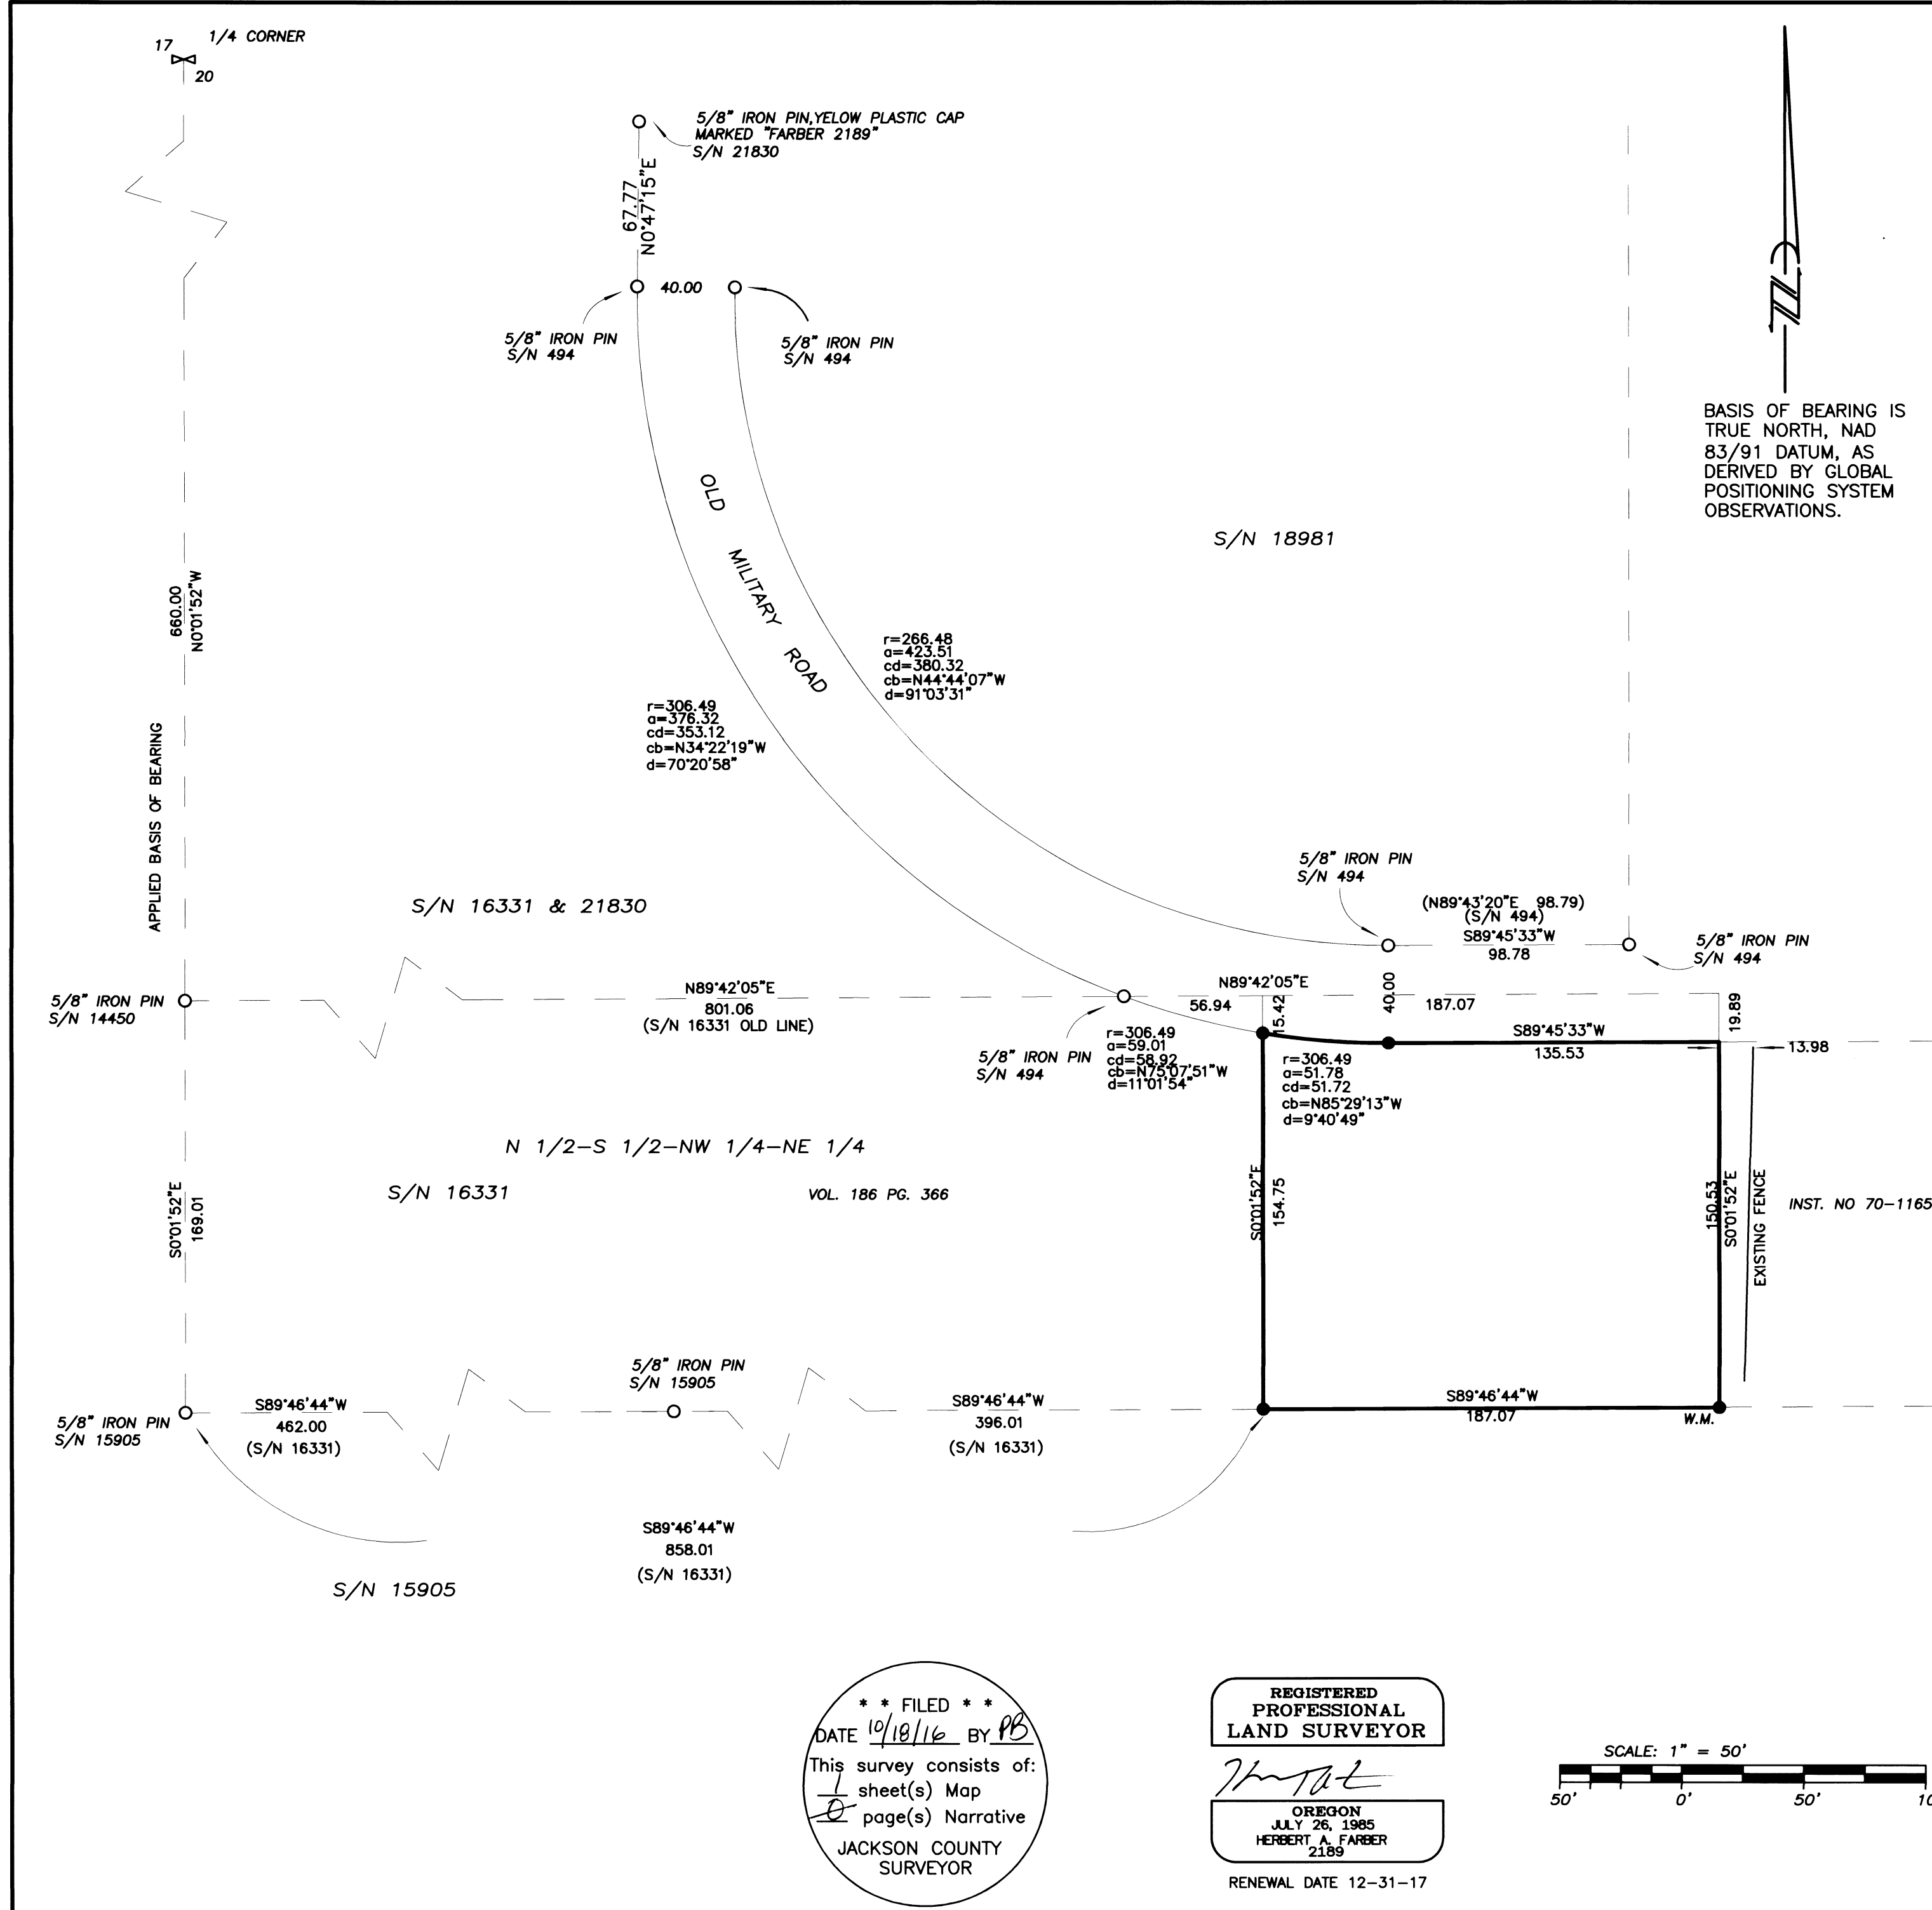 17
1/4 CORNER
20
5/8" IRON PIN,YELOW PLASTIC CAP
MARKED "FARBER 2189"
S/N 21830
67.77
N0°47'15"E
40.00
5/8" IRON PIN
S/N 494
5/8" IRON PIN
S/N 494
BASIS OF BEARING IS
TRUE NORTH, NAD
83/91 DATUM, AS
DERIVED BY GLOBAL
POSITIONING SYSTEM
OBSERVATIONS.
OLD MILITARY ROAD
S/N 18981
660.00
N0°01'52"W
APPLIED BASIS OF BEARING
r=266.48
a=423.51
cd=380.32
cb=N44°44'07"W
d=91°03'31"
r=306.49
a=376.32
cd=353.12
cb=N34°22'19"W
d=70°20'58"
5/8" IRON PIN
S/N 494
S/N 16331 & 21830
(N89°43'20"E 98.79)
(S/N 494)
S89°45'33"W
98.78
5/8" IRON PIN
S/N 494
5/8" IRON PIN
S/N 14450
N89°42'05"E
801.06
(S/N 16331 OLD LINE)
N89°42'05"E
56.94
15.42
40.00
187.07
19.89
5/8" IRON PIN
S/N 494
r=306.49
a=59.01
cd=58.92
cb=N75°07'51"W
d=11°01'54"
S89°45'33"W
135.53
13.98
r=306.49
a=51.78
cd=51.72
cb=N85°29'13"W
d=9°40'49"
N 1/2-S 1/2-NW 1/4-NE 1/4
S/N 16331
VOL. 186 PG. 366
S0°01'52"E
169.01
S0°01'52"E
154.75
150.53
S0°01'52"E
EXISTING FENCE
INST. NO 70-1165
5/8" IRON PIN
S/N 15905
5/8" IRON PIN
S/N 15905
S89°46'44"W
462.00
(S/N 16331)
S89°46'44"W
396.01
(S/N 16331)
S89°46'44"W
187.07
W.M.
S89°46'44"W
858.01
(S/N 16331)
S/N 15905
* * FILED * *
DATE 10/18/16 BY PB
This survey consists of:
1 sheet(s) Map
0 page(s) Narrative
JACKSON COUNTY
SURVEYOR
REGISTERED
PROFESSIONAL
LAND SURVEYOR
OREGON
JULY 26, 1985
HERBERT A. FARBER
2189
RENEWAL DATE 12-31-17
SCALE: 1" = 50'
50' 0' 50' 10